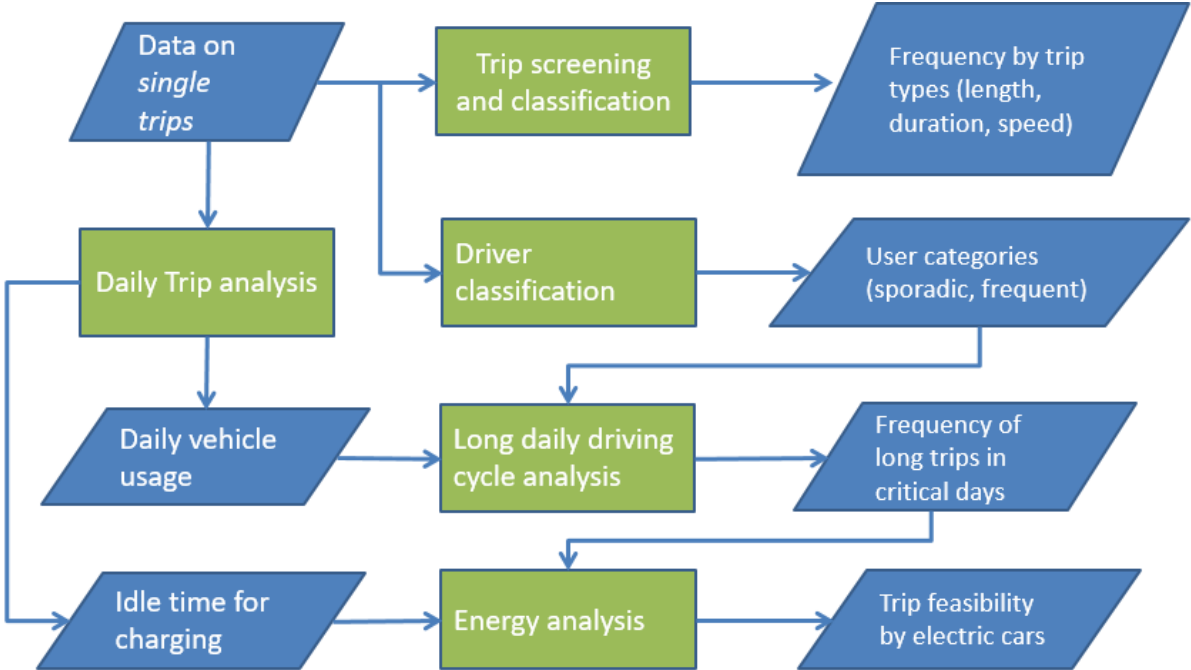 Data on
single
trips
Trip screening
and classification
Frequency by trip
types (length,
duration, speed)
Daily Trip analysis
Driver
classification
User categories
(sporadic, frequent)
Daily vehicle
usage
Long daily driving
cycle analysis
Frequency of
long trips in
critical days
Idle time for
charging
Energy analysis
Trip feasibility
by electric cars